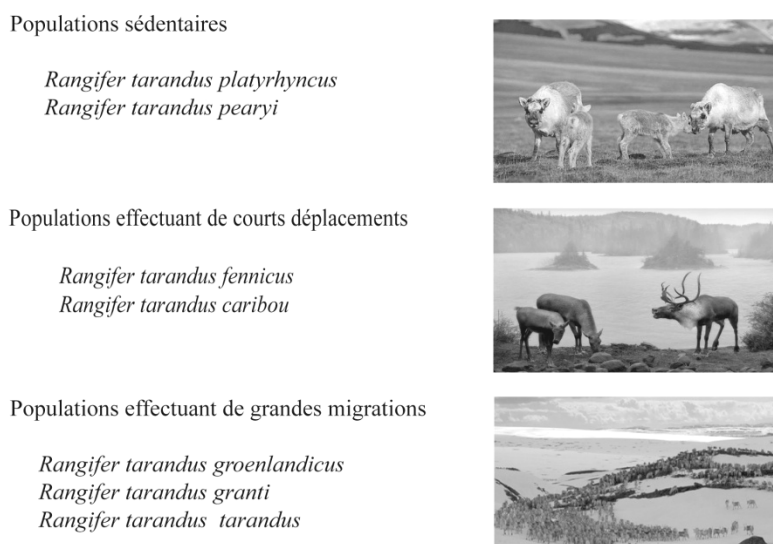 Populations sédentaires
Rangifer tarandus platyrhyncus
Rangifer tarandus pearyi
Populations effectuant de courts déplacements
Rangifer tarandus fennicus
Rangifer tarandus caribou
Populations effectuant de grandes migrations
Rangifer tarandus groenlandicus
Rangifer tarandus granti
Rangifer tarandus tarandus